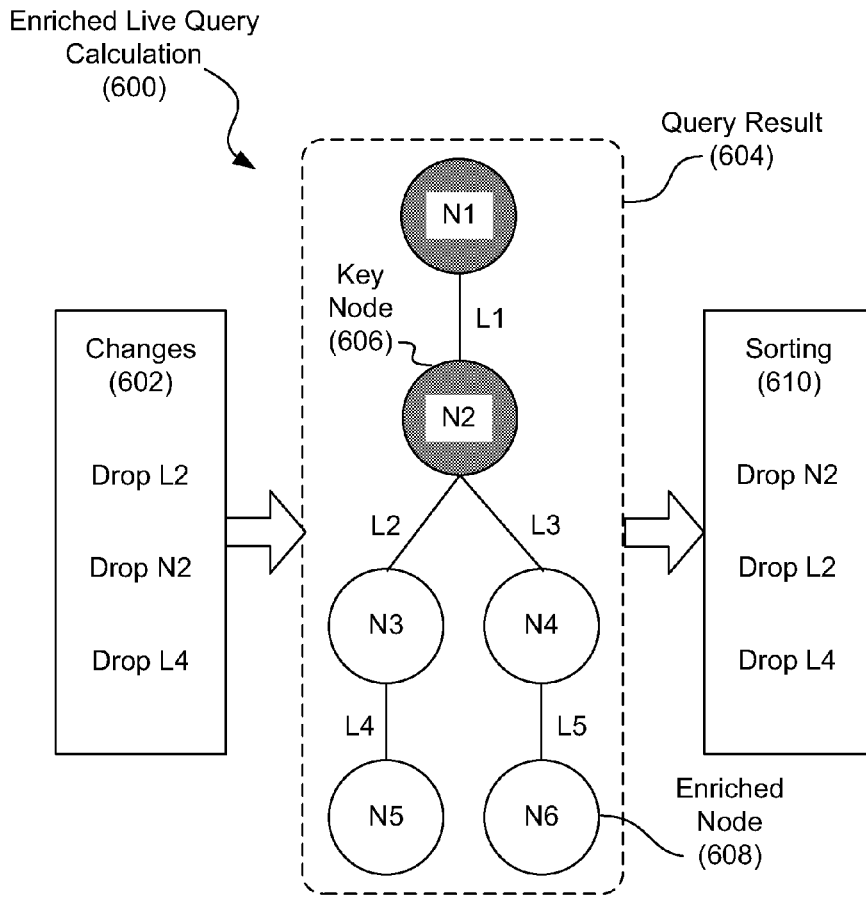 Enriched Live Query
Calculation
(600)
Query Result
(604)
N1
Key
Node
(606)
L1
Changes
(602)
Sorting
(610)
N2
Drop L2
Drop N2
L2
L3
Drop N2
Drop L2
N3
N4
Drop L4
Drop L4
L4
L5
N5
N6
Enriched
Node
(608)